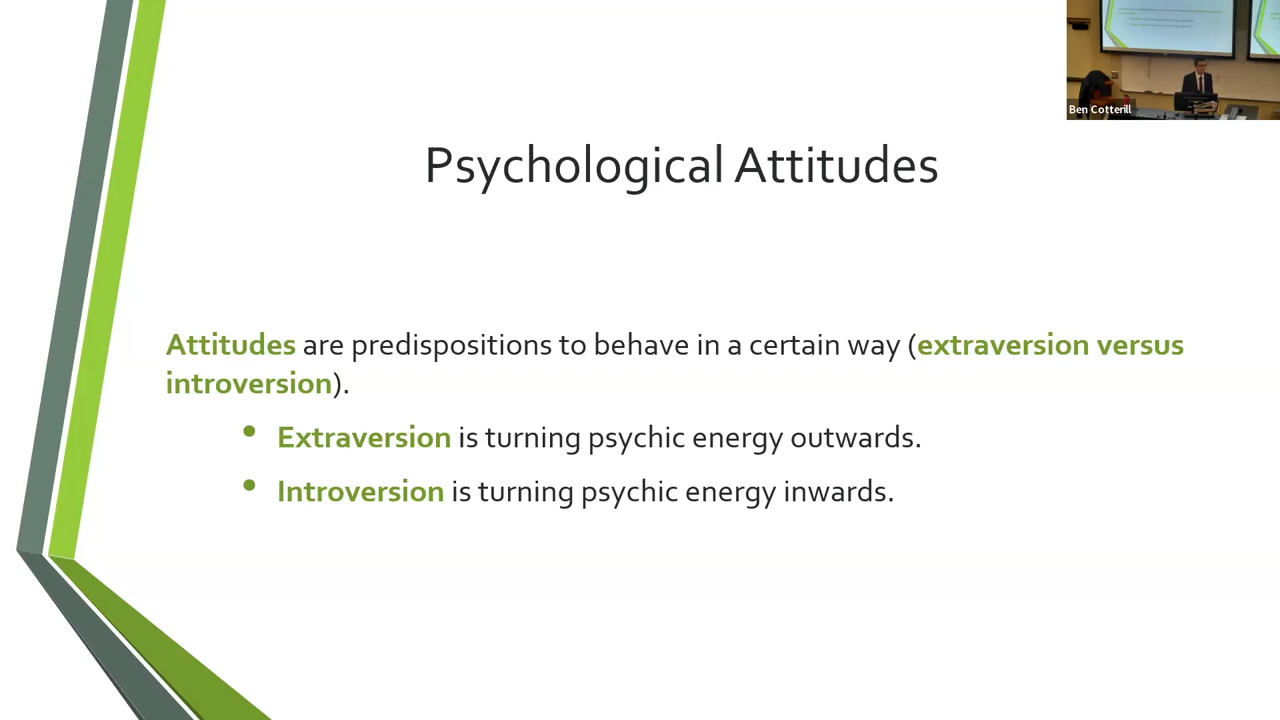 Ben Cotterill
Psychological Attitudes
Attitudes are predispositions to behave in a certain way (extraversion versus
introversion).
• Extraversion is turning psychic energy outwards.
• Introversion is turning psychic energy inwards.